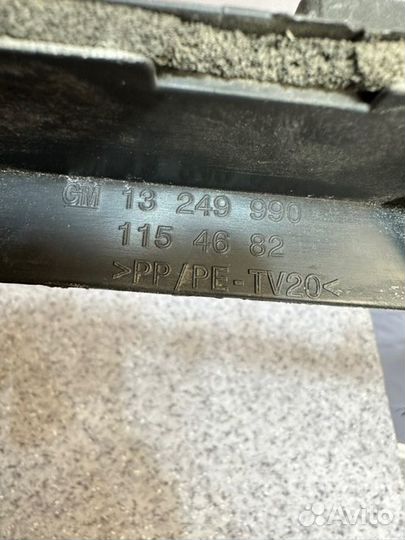 GM 13 249 990
115 46 82
>PP/PE-TV20<
Avito